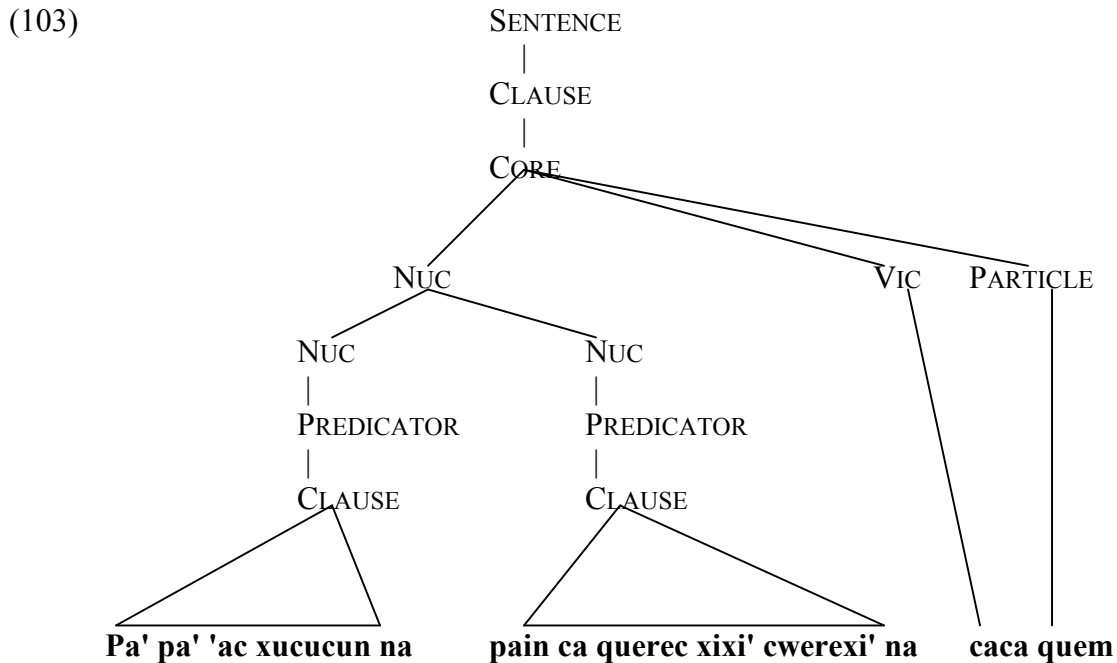 (103) SENTENCE
CLAUSE
CORE
NUC VIC PARTICLE
NUC NUC
PREDICATOR PREDICATOR
CLAUSE CLAUSE
Pa' pa' 'ac xucucun na pain ca querec xixi' cwerexi' na caca quem